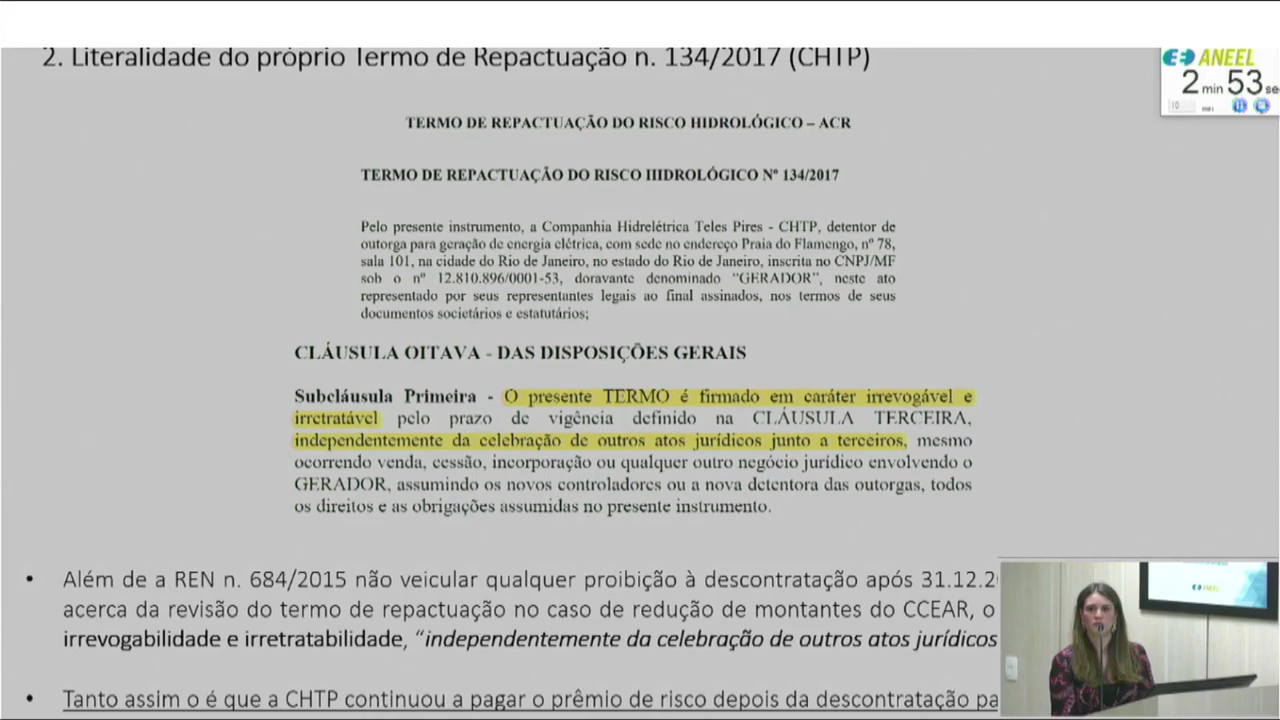 2. Literalidade do próprio Termo de Repactuação n. 134/2017 (CHTP)
ANEEL
2 min 53 se
10
TERMO DE REPACTUAÇÃO DO RISCO HIDROLÓGICO – ACR
TERMO DE REPACTUAÇÃO DO RISCO HIDROLÓGICO Nº 134/2017
Pelo presente instrumento, a Companhia Hidrelétrica Teles Pires - CHTP, detentor de
outorga para geração de energia elétrica, com sede no endereço Praia do Flamengo, nº 78,
sala 101, na cidade do Rio de Janeiro, no estado do Rio de Janeiro, inscrita no CNPJ/MF
sob o nº 12.810.896/0001-53, doravante denominado “GERADOR”, neste ato
representado por seus representantes legais ao final assinados, nos termos de seus
documentos societários e estatutários;
CLÁUSULA OITAVA - DAS DISPOSIÇÕES GERAIS
Subcláusula Primeira - O presente TERMO é firmado em caráter irrevogável e
irretratável pelo prazo de vigência definido na CLÁUSULA TERCEIRA,
independentemente da celebração de outros atos jurídicos junto a terceiros, mesmo
ocorrendo venda, cessão, incorporação ou qualquer outro negócio jurídico envolvendo o
GERADOR, assumindo os novos controladores ou a nova detentora das outorgas, todos
os direitos e as obrigações assumidas no presente instrumento.
• Além de a REN n. 684/2015 não veicular qualquer proibição à descontratação após 31.12.20
acerca da revisão do termo de repactuação no caso de redução de montantes do CCEAR, o
irrevogabilidade e irretratabilidade, “independentemente da celebração de outros atos jurídicos
• Tanto assim o é que a CHTP continuou a pagar o prêmio de risco depois da descontratação pa
ANEEL